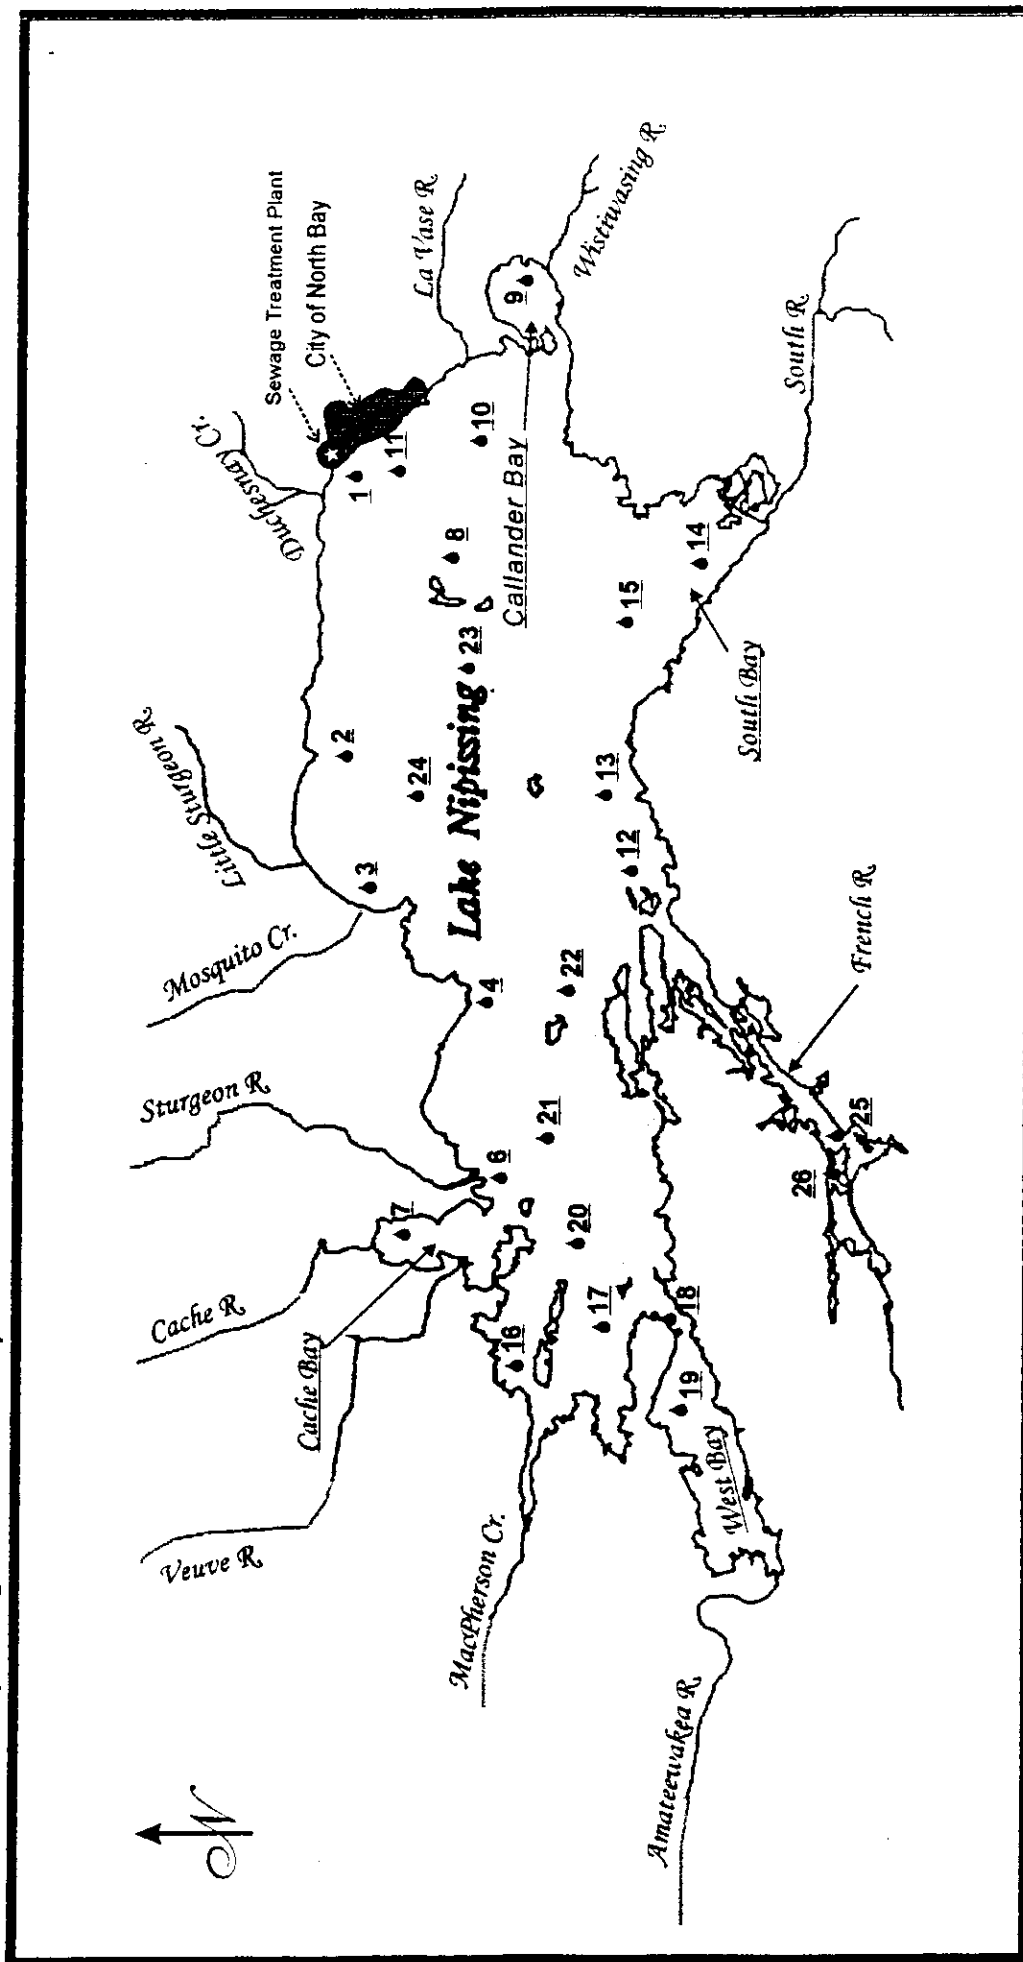 N
Veuve R.
Cache R.
Sturgeon R.
Mosquito Cr.
Little Sturgeon R.
Duchesnay Cr.
Sewage Treatment Plant
City of North Bay
La Vase R.
Wistiwasing R.
Callander Bay
South R.
South Bay
French R.
Lake Nipissing
Cache Bay
MacPherson Cr.
West Bay
Amateewakea R.
1
2
3
4
6
7
8
9
10
11
12
13
14
15
16
17
18
19
20
21
22
23
24
25
26